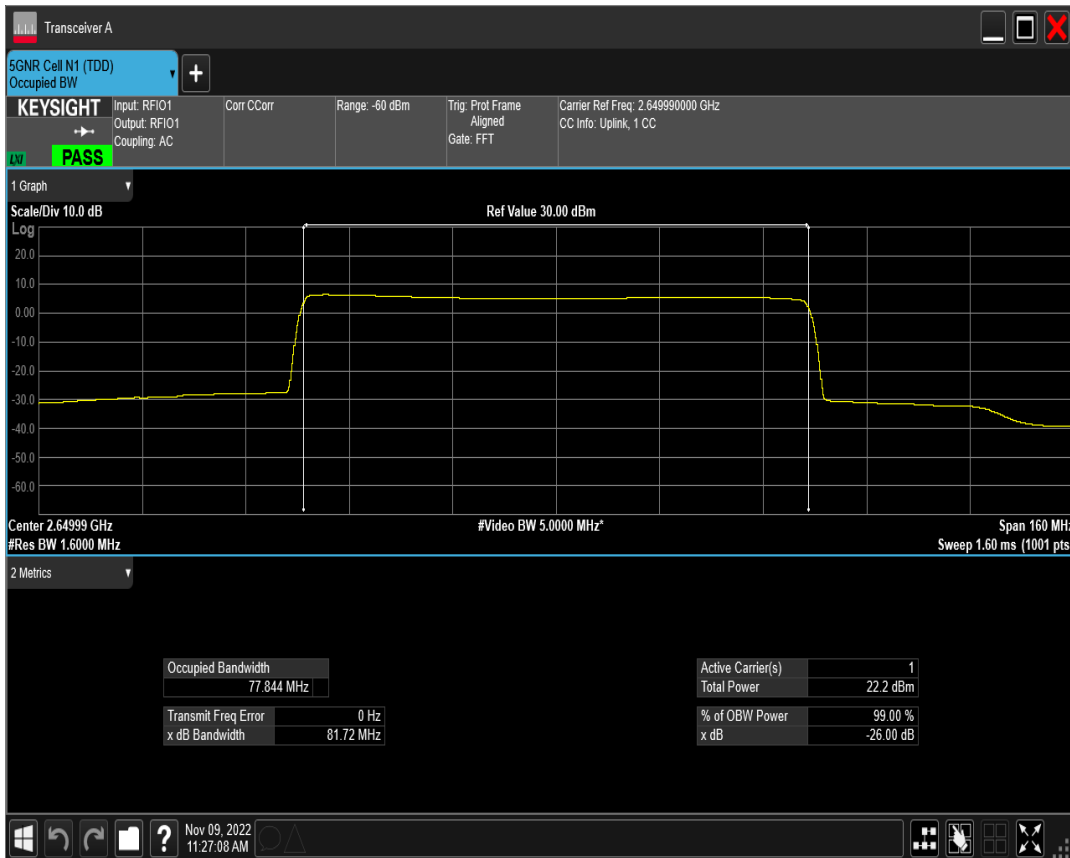 Transceiver A
5GNR Cell N1 (TDD)
Occupied BW
+
KEYSIGHT
LXI
PASS
Input: RFIO1
Output: RFIO1
Coupling: AC
Corr CCorr
Range: -60 dBm
Trig: Prot Frame
Aligned
Gate: FFT
Carrier Ref Freq: 2.649990000 GHz
CC Info: Uplink, 1 CC
1 Graph
Scale/Div 10.0 dB
Ref Value 30.00 dBm
Log
20.0
10.0
0.00
-10.0
-20.0
-30.0
-40.0
-50.0
-60.0
Center 2.64999 GHz
#Video BW 5.0000 MHz*
Span 160 MHz
#Res BW 1.6000 MHz
Sweep 1.60 ms (1001 pts
2 Metrics
Occupied Bandwidth
77.844 MHz
Transmit Freq Error 0 Hz
x dB Bandwidth 81.72 MHz
Active Carrier(s) 1
Total Power 22.2 dBm
% of OBW Power 99.00 %
x dB -26.00 dB
?
Nov 09, 2022
11:27:08 AM